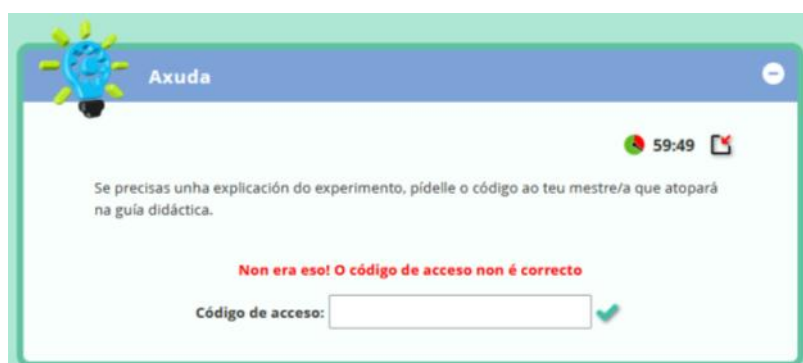 Axuda
59:49
Se precisas unha explicación do experimento, pídelle o código ao teu mestre/a que atopará
na guía didáctica.
Non era eso! O código de acceso non é correcto
Código de acceso: